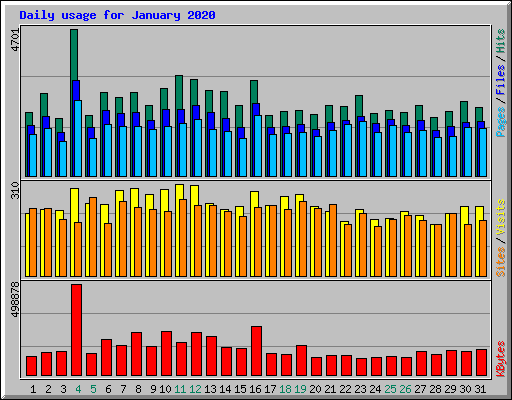 Daily usage for January 2020
4701
Pages / Files / Hits
310
Sites / Visits
498878
KBytes
1 2 3 4 5 6 7 8 9 10 11 12 13 14 15 16 17 18 19 20 21 22 23 24 25 26 27 28 29 30 31